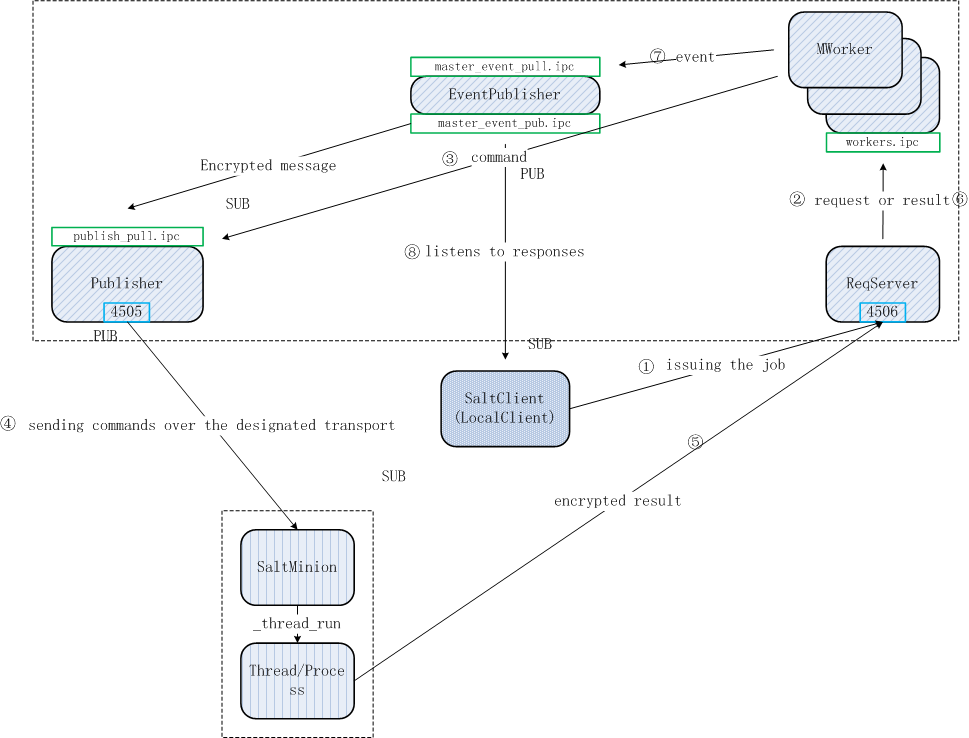 MWorker
⑦ event
master_event_pull.ipc
EventPublisher
master_event_pub.ipc
workers.ipc
③ command
Encrypted message
PUB
② request or result⑥
SUB
publish_pull.ipc
⑧ listens to responses
Publisher
ReqServer
4505
4506
PUB
SUB
① issuing the job
SaltClient
(LocalClient)
④ sending commands over the designated transport
⑤
SUB
encrypted result
SaltMinion
_thread_run
Thread/Proce
ss